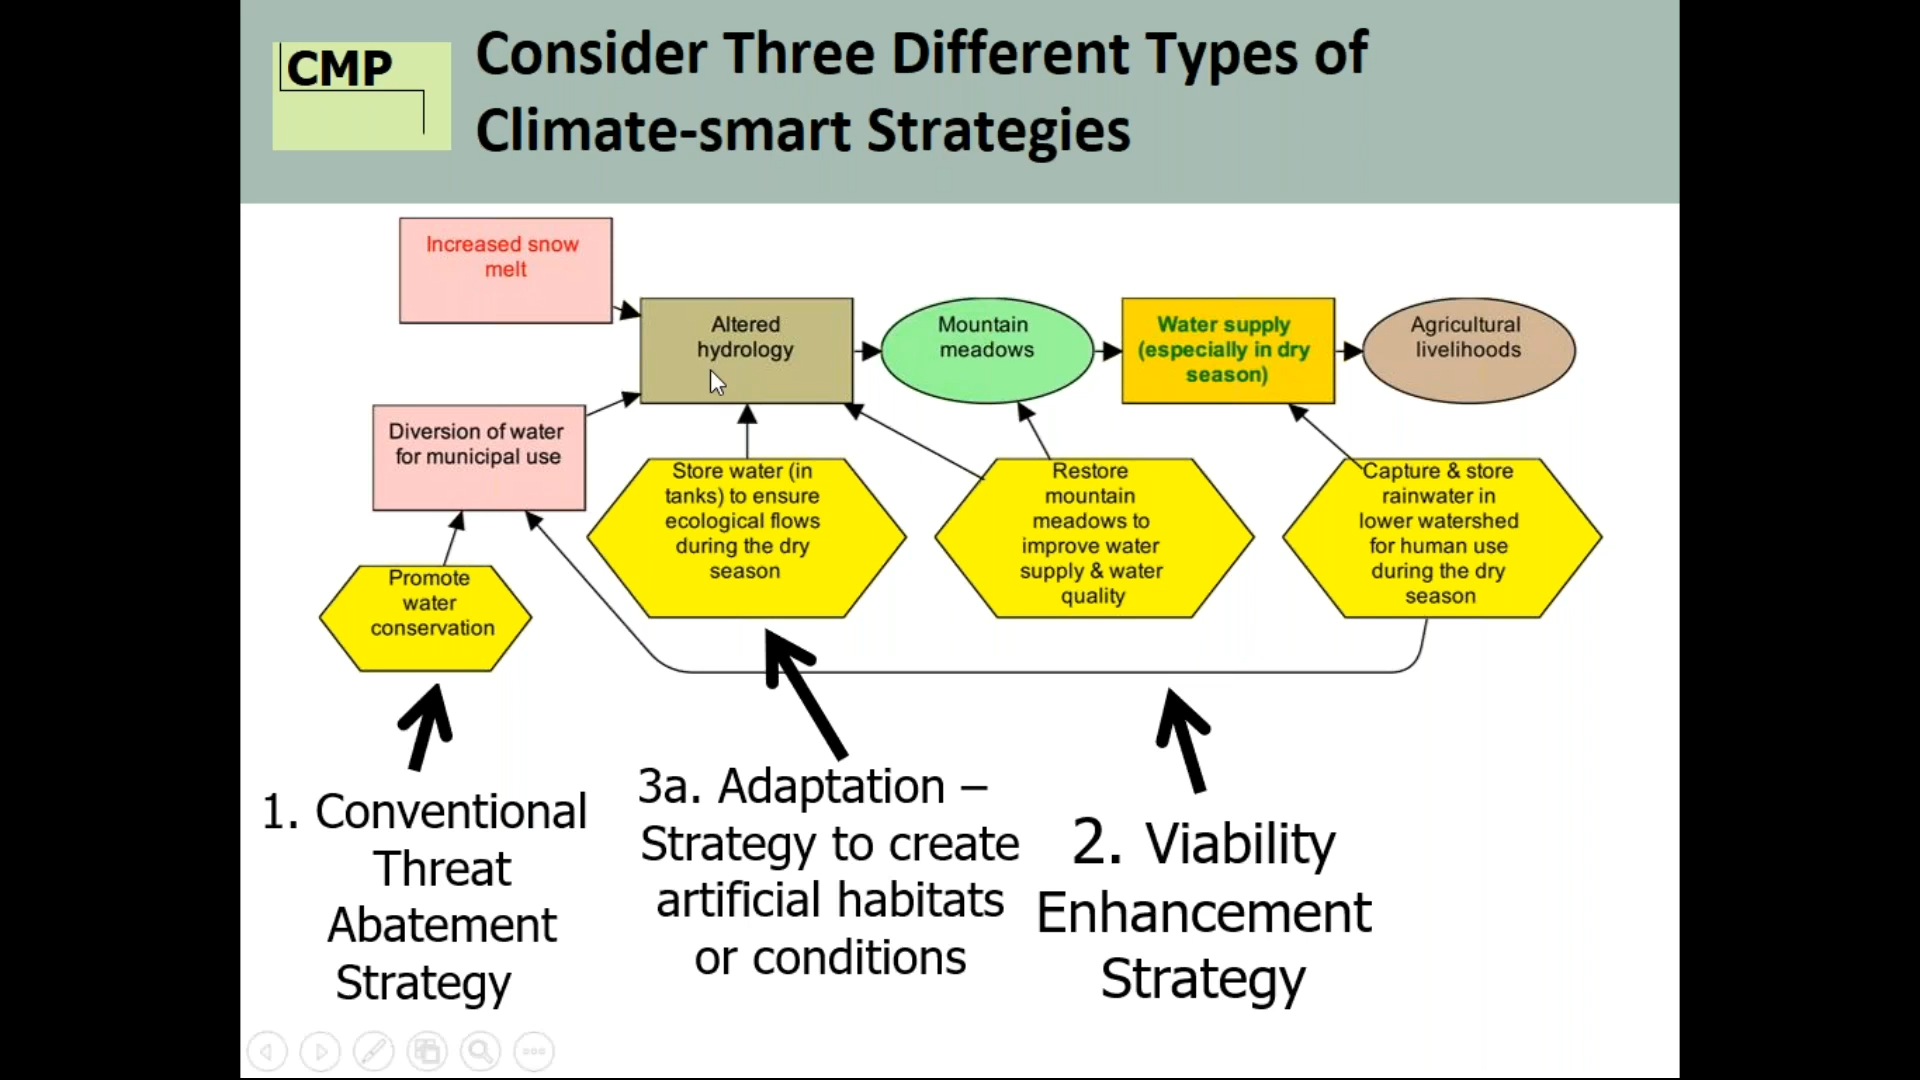 CMP
Consider Three Different Types of
Climate-smart Strategies
Increased snow
melt
Altered
hydrology
Mountain
meadows
Water supply
(especially in dry
season)
Agricultural
livelihoods
Diversion of water
for municipal use
Store water (in
tanks) to ensure
ecological flows
during the dry
season
Restore
mountain
meadows to
improve water
supply & water
quality
Capture & store
rainwater in
lower watershed
for human use
during the dry
season
Promote
water
conservation
1. Conventional
Threat
Abatement
Strategy
3a. Adaptation –
Strategy to create
artificial habitats
or conditions
2. Viability
Enhancement
Strategy